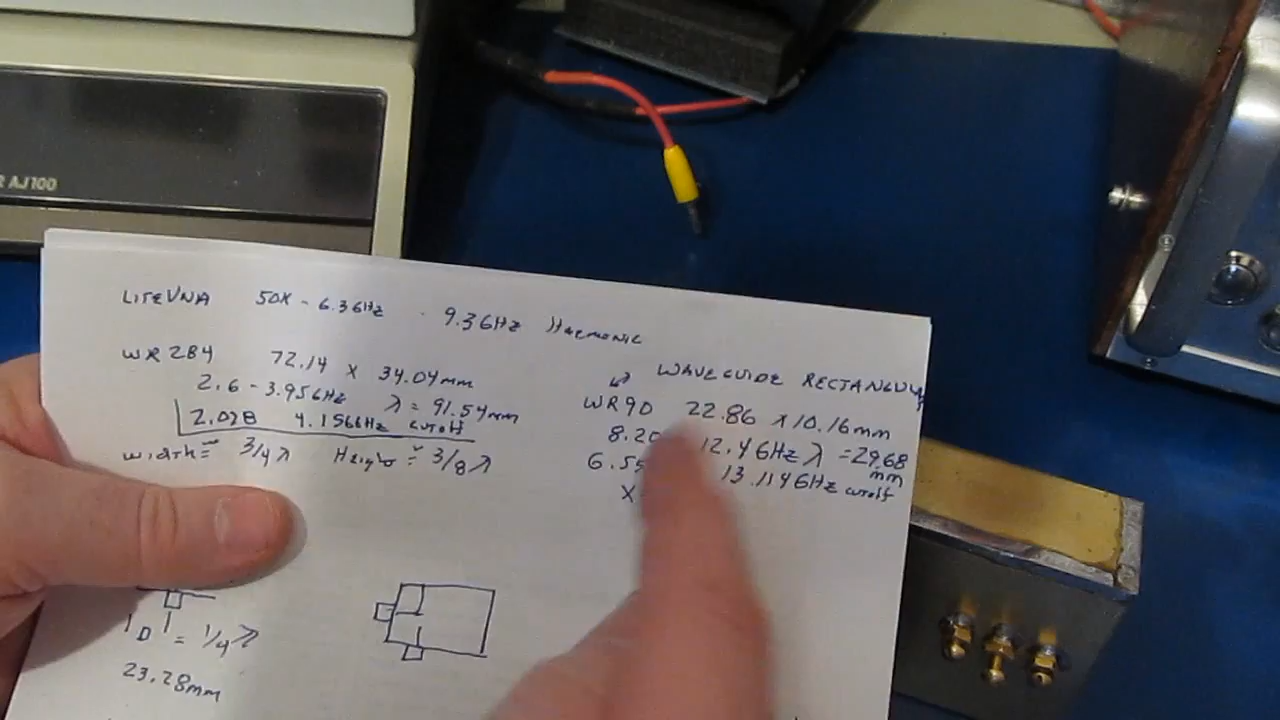 R AJ100
LITEVNA 50K - 6.3GHz - 9.3GHz HARMONIC
WR284 72.14 x 34.04mm
2.6 - 3.95GHz λ = 91.54mm
2.078 4.156GHz cutoff
width = 3/4 λ Height = 3/8 λ
WAVEGUIDE RECTANGULAR
WR90 22.86 x 10.16mm
8.20 12.4GHz λ = 29.68
mm
6.55 13.114GHz cutoff
X
D = 1/4 λ
23.28mm